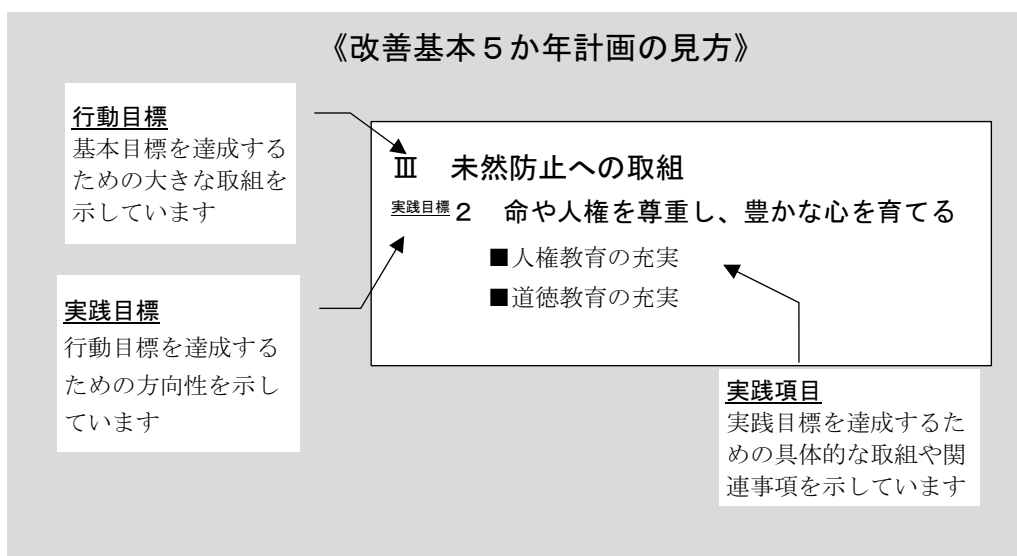 《改善基本５か年計画の見方》
行動目標
基本目標を達成する
ための大きな取組を
示しています
Ⅲ　未然防止への取組
実践目標２　命や人権を尊重し、豊かな心を育てる
■人権教育の充実
■道徳教育の充実
実践目標
行動目標を達成する
ための方向性を示し
ています
実践項目
実践目標を達成するた
めの具体的な取組や関
連事項を示しています